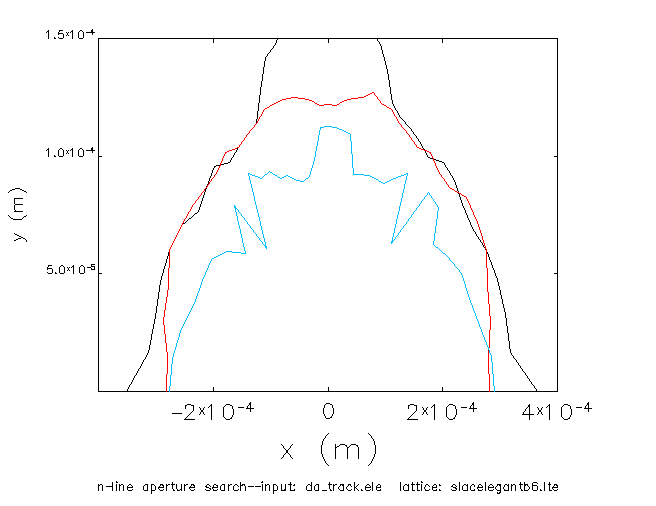 1.5×10⁻⁴
1.0×10⁻⁴
5.0×10⁻⁵
y (m)
−2×10⁻⁴ 0 2×10⁻⁴ 4×10⁻⁴
x (m)
n-line aperture search--input: da_track.ele lattice: slacelegantb6.lte